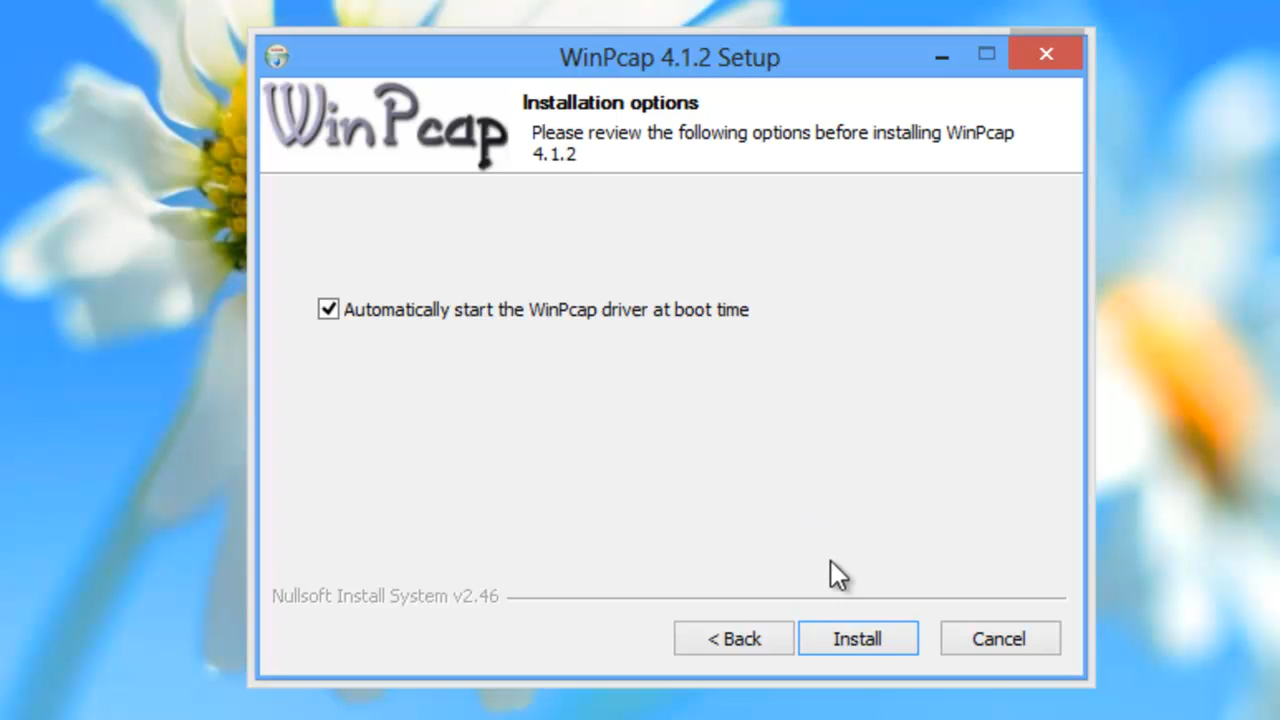 WinPcap 4.1.2 Setup
WinPcap
Installation options
Please review the following options before installing WinPcap
4.1.2
Automatically start the WinPcap driver at boot time
Nullsoft Install System v2.46
< Back
Install
Cancel